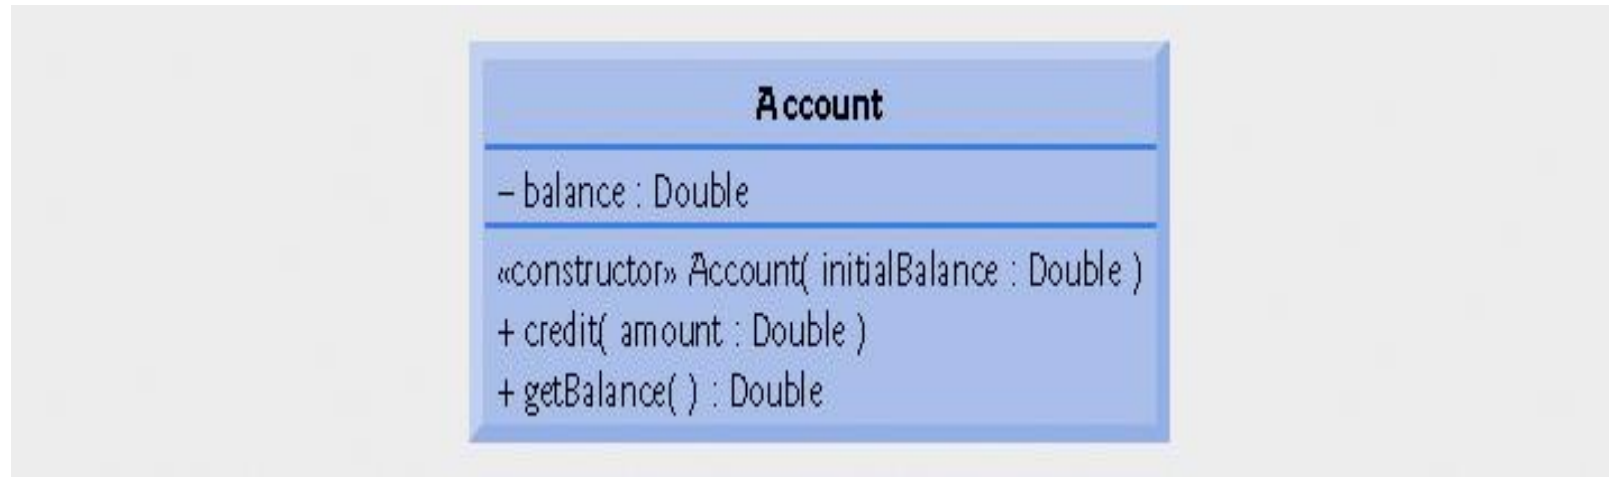 Account
– balance : Double
«constructor» Account( initialBalance : Double )
+ credit( amount : Double )
+ getBalance( ) : Double